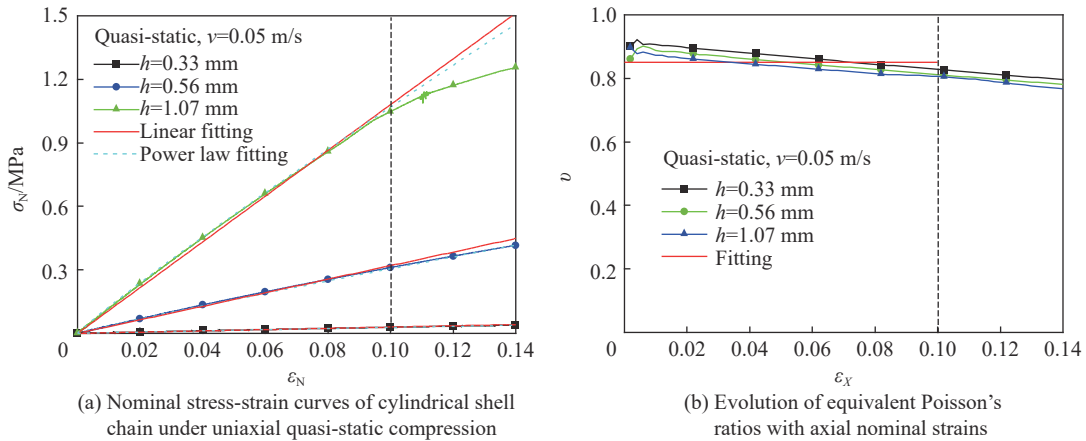 1.5
1.2
0.9
0.6
0.3
0
0.02
0.04
0.06
0.08
0.10
0.12
0.14
σN/MPa
εN
Quasi-static, v=0.05 m/s
h=0.33 mm
h=0.56 mm
h=1.07 mm
Linear fitting
Power law fitting
(a) Nominal stress-strain curves of cylindrical shell
chain under uniaxial quasi-static compression
1.0
0.8
0.6
0.4
0.2
0
0.02
0.04
0.06
0.08
0.10
0.12
0.14
υ
εX
Quasi-static, v=0.05 m/s
h=0.33 mm
h=0.56 mm
h=1.07 mm
Fitting
(b) Evolution of equivalent Poisson's
ratios with axial nominal strains